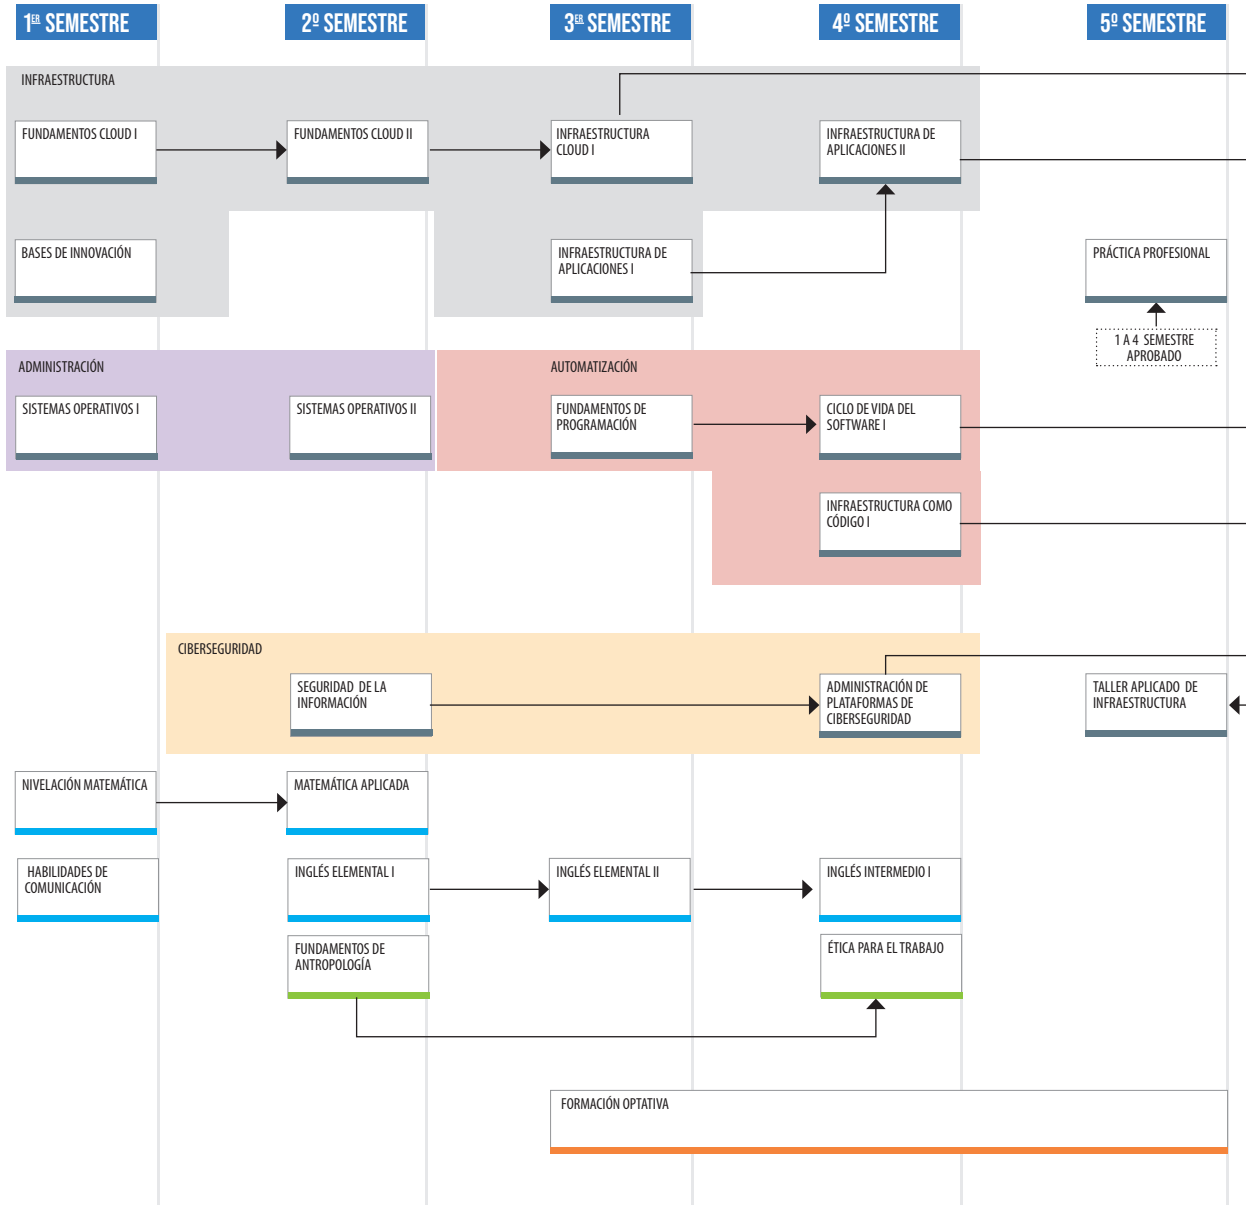 1ER SEMESTRE
2º SEMESTRE
3ER SEMESTRE
4º SEMESTRE
5º SEMESTRE
INFRAESTRUCTURA
FUNDAMENTOS CLOUD I
FUNDAMENTOS CLOUD II
INFRAESTRUCTURA
CLOUD I
INFRAESTRUCTURA DE
APLICACIONES II
BASES DE INNOVACIÓN
INFRAESTRUCTURA DE
APLICACIONES I
PRÁCTICA PROFESIONAL
1 A 4 SEMESTRE
APROBADO
ADMINISTRACIÓN
AUTOMATIZACIÓN
SISTEMAS OPERATIVOS I
SISTEMAS OPERATIVOS II
FUNDAMENTOS DE
PROGRAMACIÓN
CICLO DE VIDA DEL
SOFTWARE I
INFRAESTRUCTURA COMO
CÓDIGO I
CIBERSEGURIDAD
SEGURIDAD DE LA
INFORMACIÓN
ADMINISTRACIÓN DE
PLATAFORMAS DE
CIBERSEGURIDAD
TALLER APLICADO DE
INFRAESTRUCTURA
NIVELACIÓN MATEMÁTICA
MATEMÁTICA APLICADA
HABILIDADES DE
COMUNICACIÓN
INGLÉS ELEMENTAL I
INGLÉS ELEMENTAL II
INGLÉS INTERMEDIO I
FUNDAMENTOS DE
ANTROPOLOGÍA
ÉTICA PARA EL TRABAJO
FORMACIÓN OPTATIVA